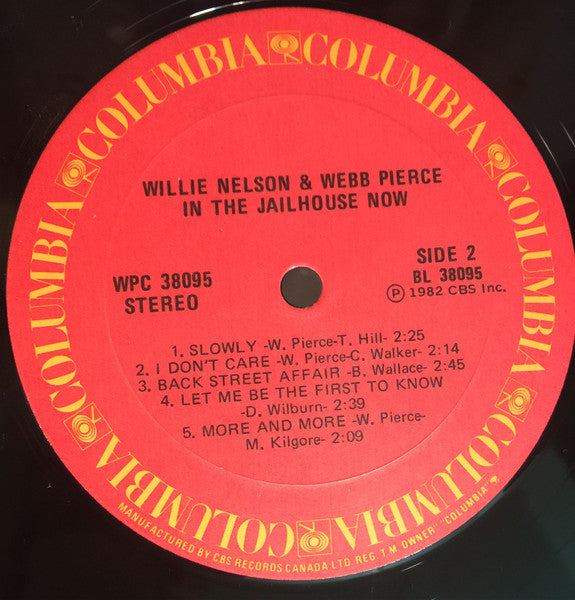 COLUMBIA COLUMBIA COLUMBIA COLUMBIA COLUMBIA COLUMBIA COLUMBIA COLUMBIA
WILLIE NELSON & WEBB PIERCE
IN THE JAILHOUSE NOW
WPC 38095
STEREO
SIDE 2
BL 38095
Ⓟ 1982 CBS Inc.
1. SLOWLY -W. Pierce-T. Hill- 2:25
2. I DON'T CARE -W. Pierce-C. Walker- 2:14
3. BACK STREET AFFAIR -B. Wallace- 2:45
4. LET ME BE THE FIRST TO KNOW
-D. Wilburn- 2:39
5. MORE AND MORE -W. Pierce-
M. Kilgore- 2:09
MANUFACTURED BY CBS RECORDS CANADA LTD REG. T.M. OWNER "COLUMBIA"